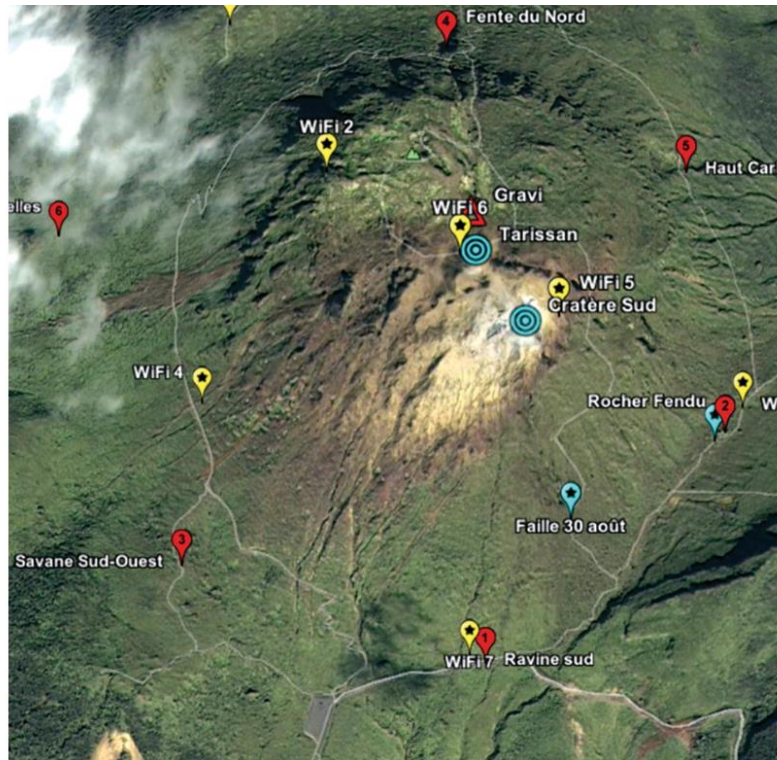 4
Fente du Nord
WiFi 2
5
Haut Car
elles
6
Gravi
WiFi 6
Tarissan
WiFi 5
Cratère Sud
WiFi 4
Rocher Fendu
2
W
Faille 30 août
3
Savane Sud-Ouest
1
WiFi 7
Ravine sud